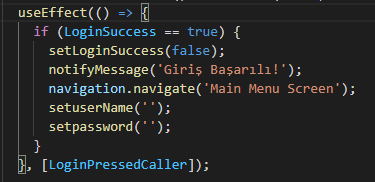 useEffect(() => {
if (LoginSuccess == true) {
setLoginSuccess(false);
notifyMessage('Giriş Başarılı!');
navigation.navigate('Main Menu Screen');
setuserName('');
setpassword('');
}
}, [LoginPressedCaller]);